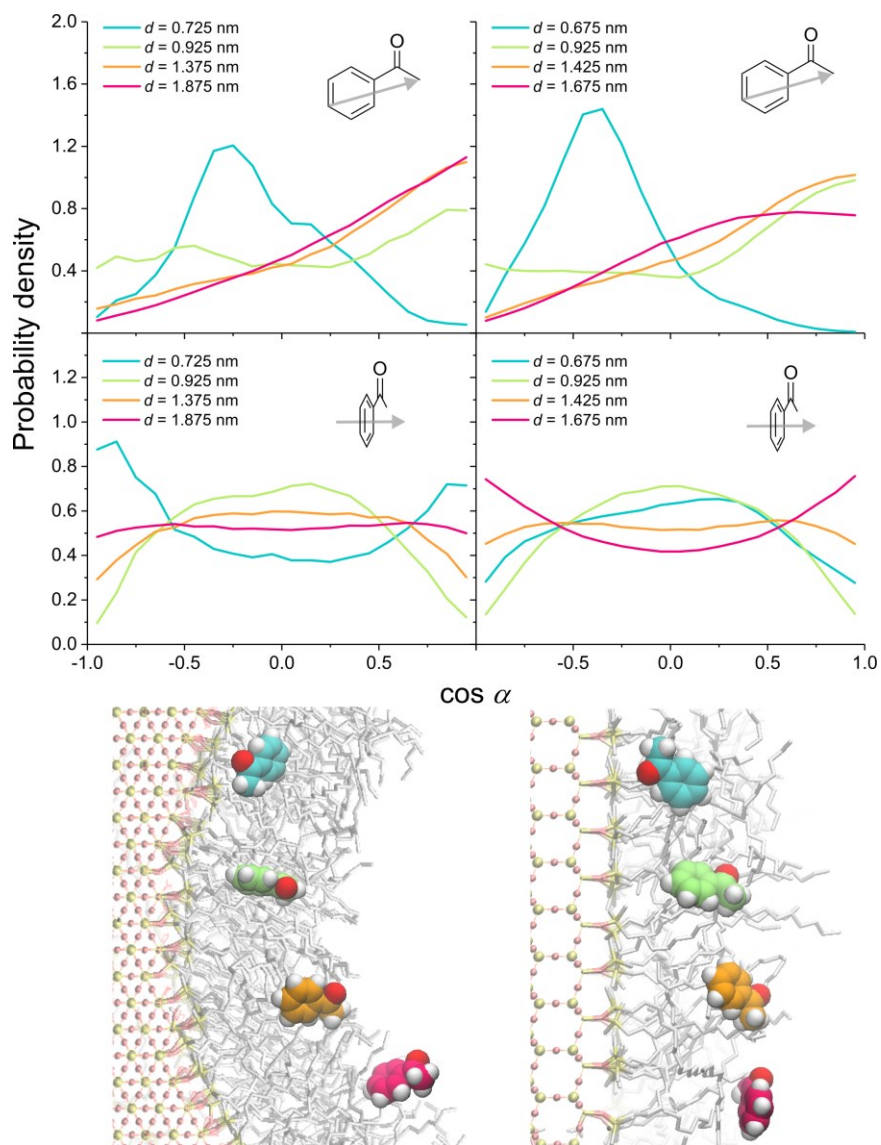 d = 0.725 nm
d = 0.925 nm
d = 1.375 nm
d = 1.875 nm
O
d = 0.675 nm
d = 0.925 nm
d = 1.425 nm
d = 1.675 nm
O
2.0
1.6
1.2
0.8
0.4
Probability density
d = 0.725 nm
d = 0.925 nm
d = 1.375 nm
d = 1.875 nm
O
d = 0.675 nm
d = 0.925 nm
d = 1.425 nm
d = 1.675 nm
O
1.2
1.0
0.8
0.6
0.4
0.2
0.0
-1.0 -0.5 0.0 0.5 -0.5 0.0 0.5 1.0
cos α